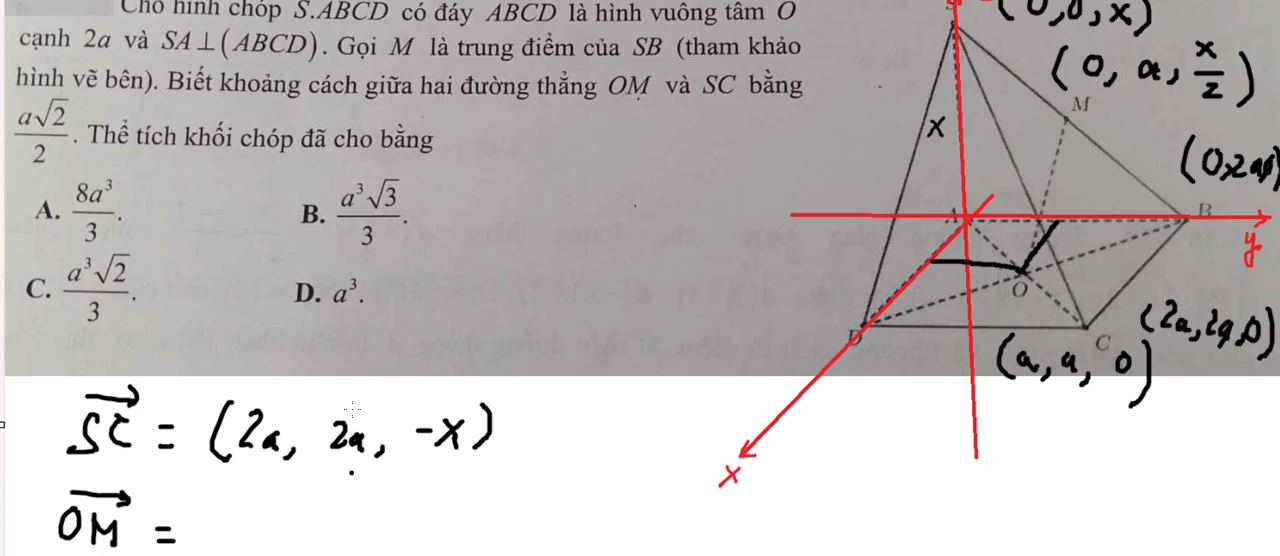 Cho hình chóp S.ABCD có đáy ABCD là hình vuông tâm O
cạnh 2a và SA ⊥ (ABCD). Gọi M là trung điểm của SB (tham khảo
hình vẽ bên). Biết khoảng cách giữa hai đường thẳng OM và SC bằng
a√2/2. Thể tích khối chóp đã cho bằng
A. 8a³/3.
B. a³√3/3.
C. a³√2/3.
D. a³.
(0,0,x)
(0, a, x/2)
M
x
(0,2a,0)
A
B
y
O
D
C
(2a,2a,0)
(a, a, 0)
x
SC = (2a, 2a, -x)
OM =